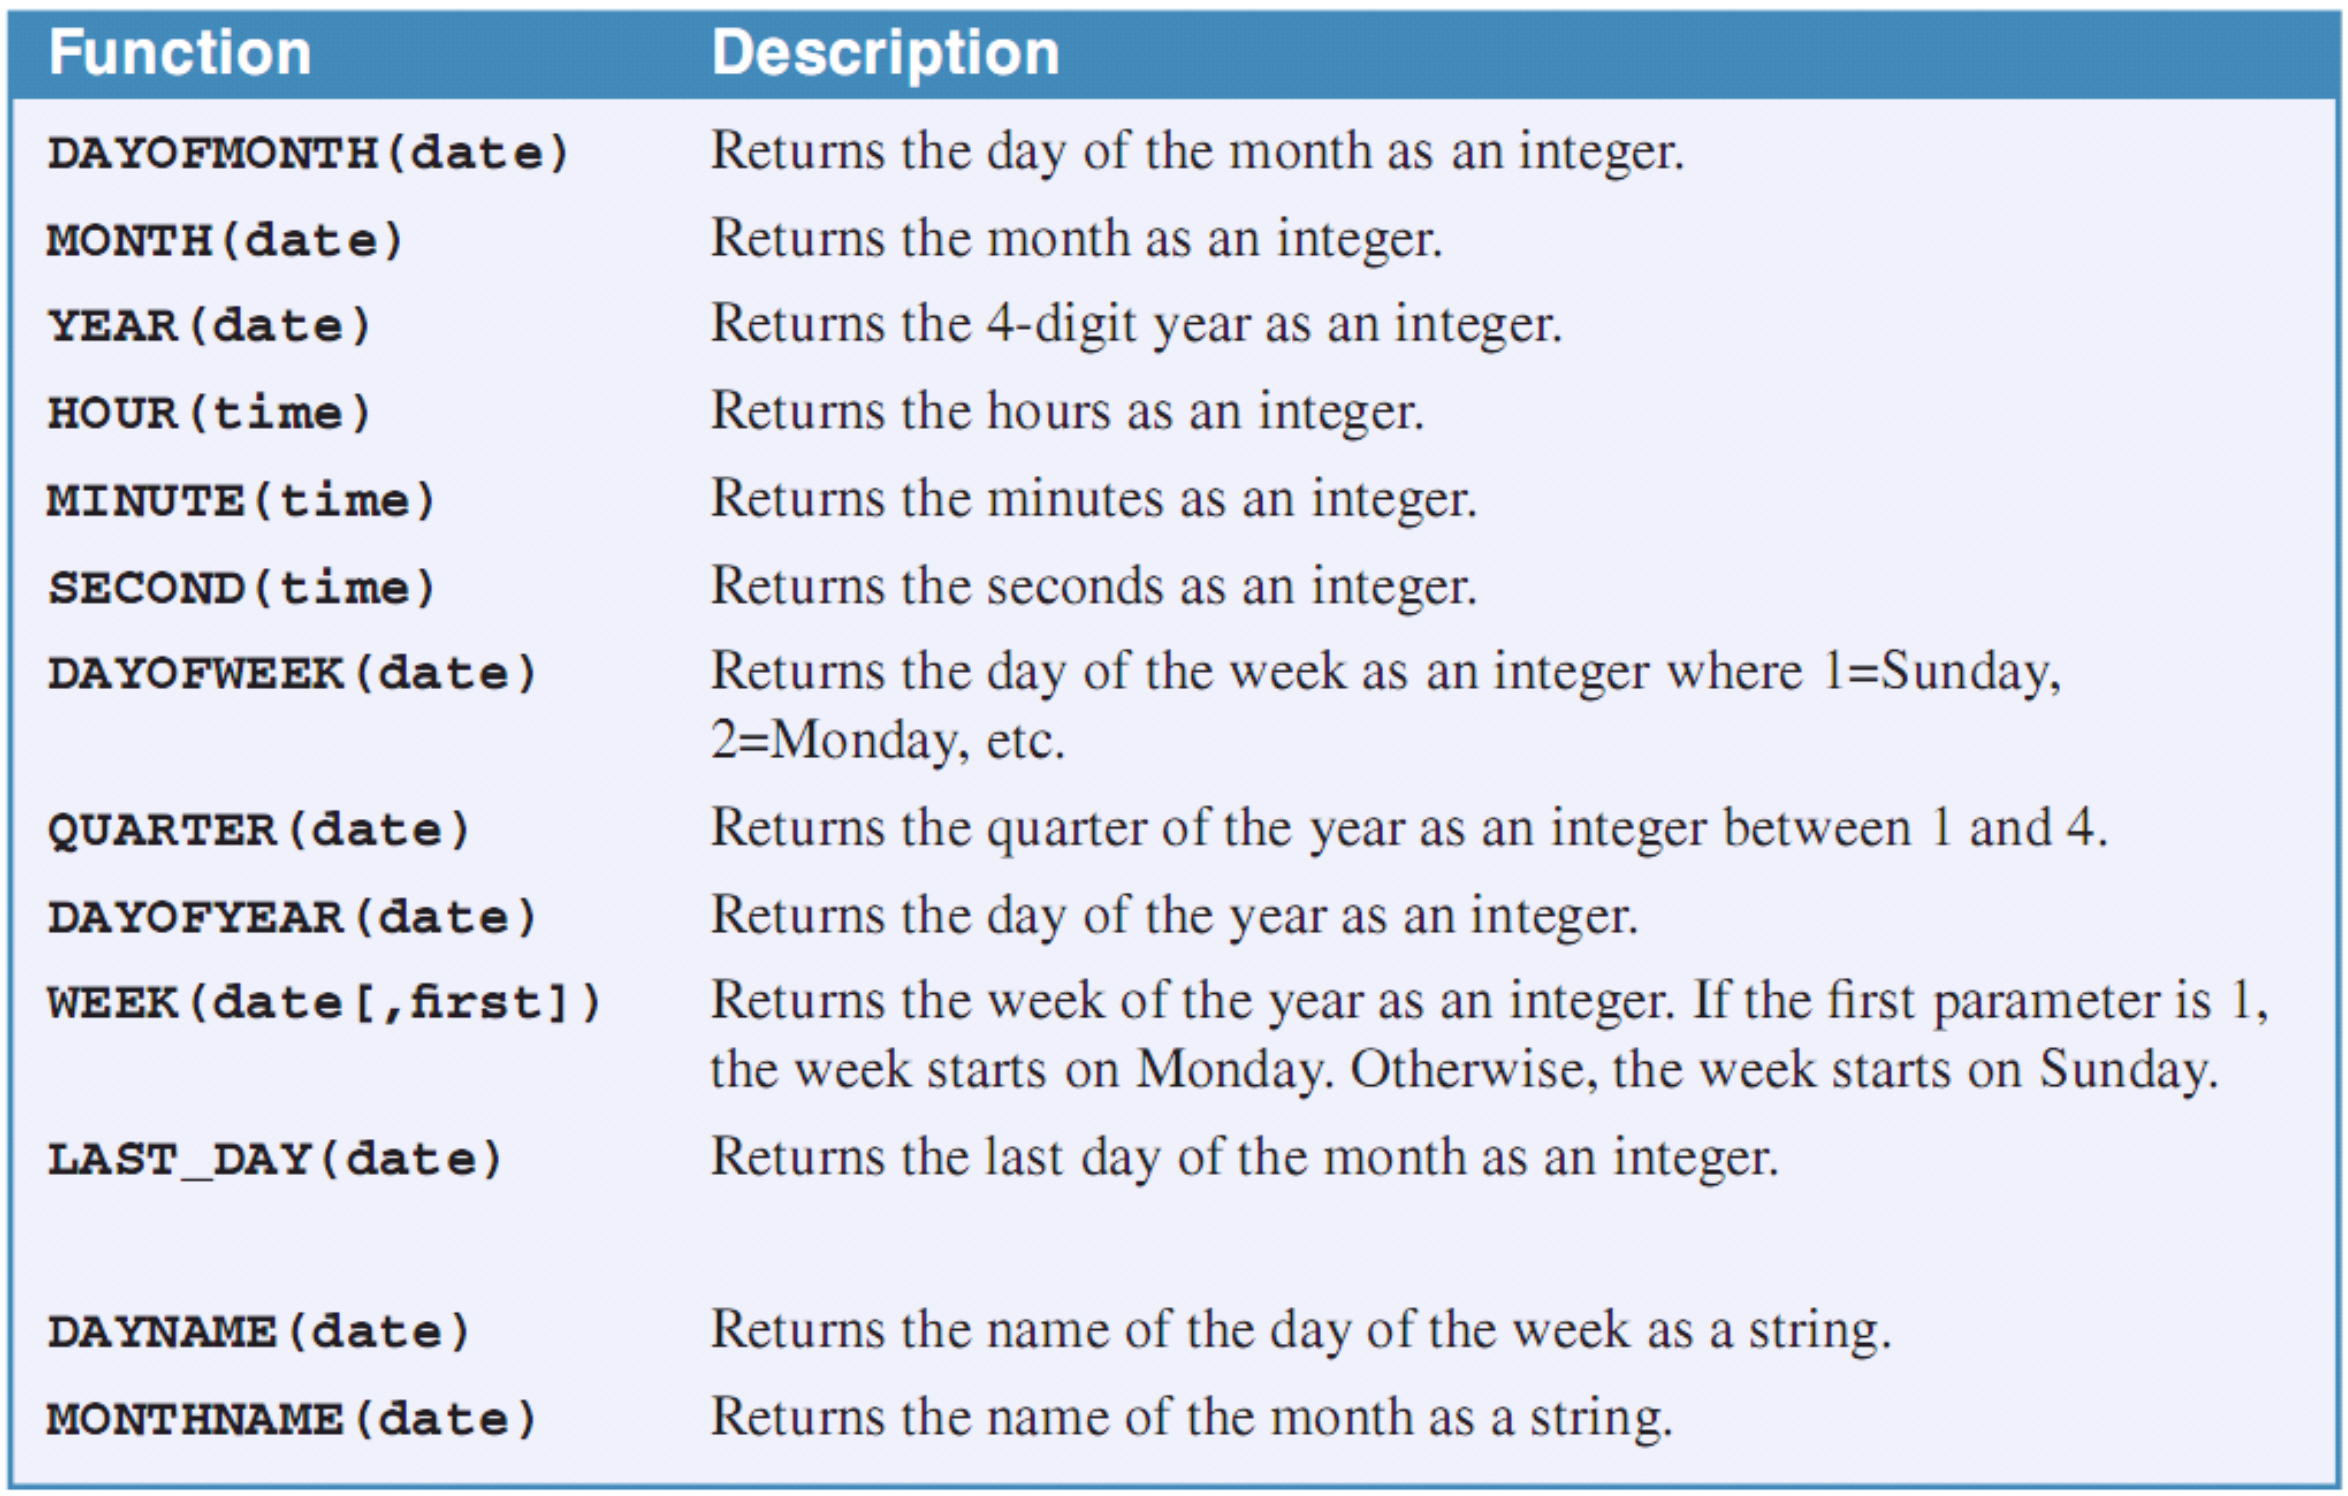 Function Description
DAYOFMONTH(date) Returns the day of the month as an integer.
MONTH(date) Returns the month as an integer.
YEAR(date) Returns the 4-digit year as an integer.
HOUR(time) Returns the hours as an integer.
MINUTE(time) Returns the minutes as an integer.
SECOND(time) Returns the seconds as an integer.
DAYOFWEEK(date) Returns the day of the week as an integer where 1=Sunday,
2=Monday, etc.
QUARTER(date) Returns the quarter of the year as an integer between 1 and 4.
DAYOFYEAR(date) Returns the day of the year as an integer.
WEEK(date[,first]) Returns the week of the year as an integer. If the first parameter is 1,
the week starts on Monday. Otherwise, the week starts on Sunday.
LAST_DAY(date) Returns the last day of the month as an integer.
DAYNAME(date) Returns the name of the day of the week as a string.
MONTHNAME(date) Returns the name of the month as a string.